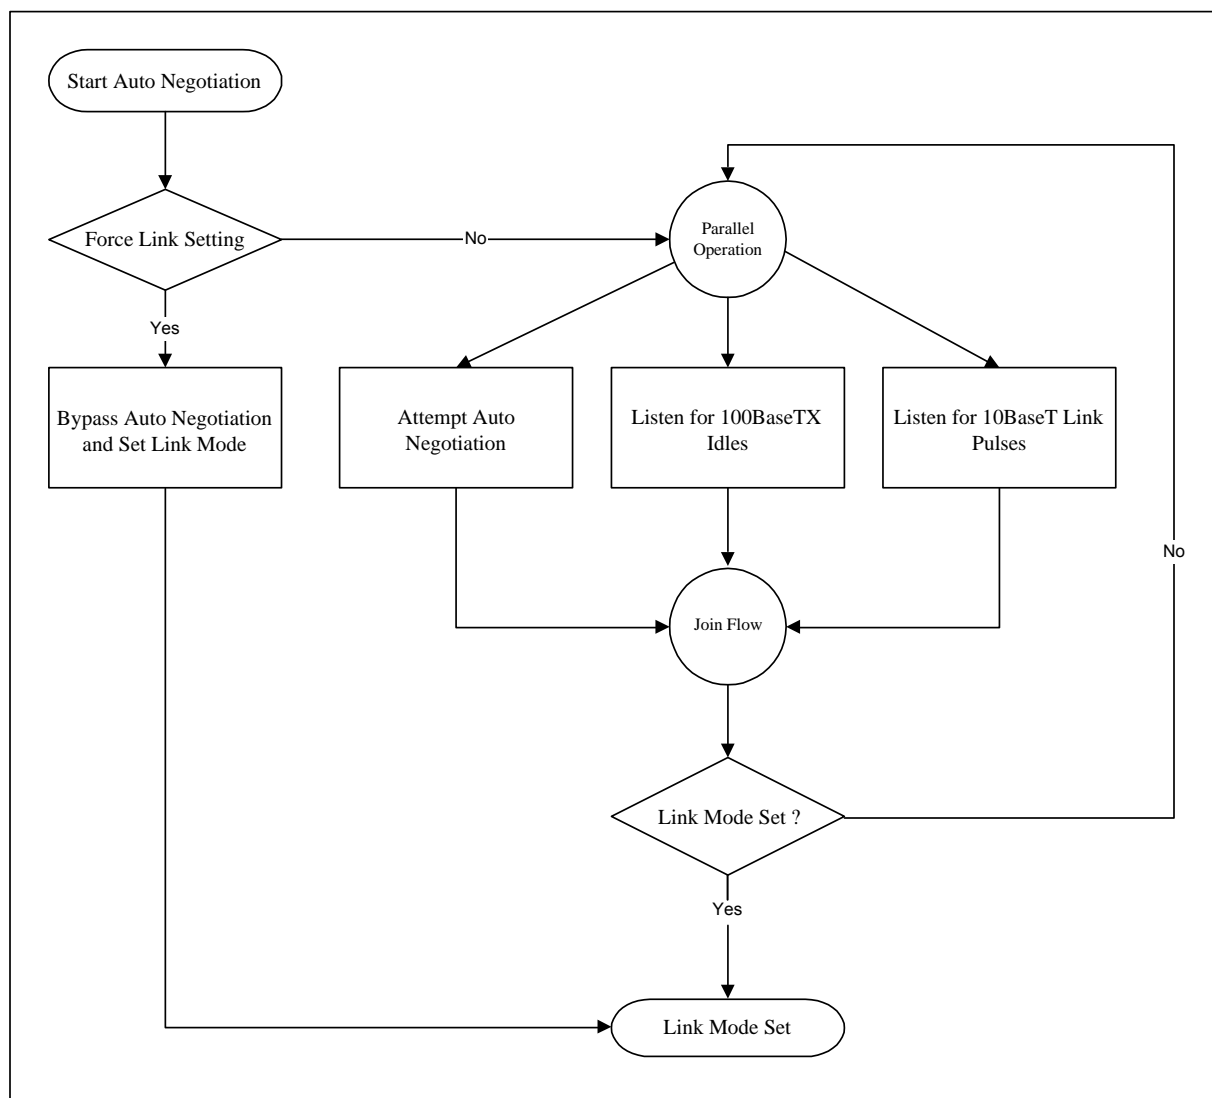 Start Auto Negotiation
Force Link Setting
No
Parallel
Operation
Yes
Bypass Auto Negotiation
and Set Link Mode
Attempt Auto
Negotiation
Listen for 100BaseTX
Idles
Listen for 10BaseT Link
Pulses
No
Join Flow
Link Mode Set ?
Yes
Link Mode Set